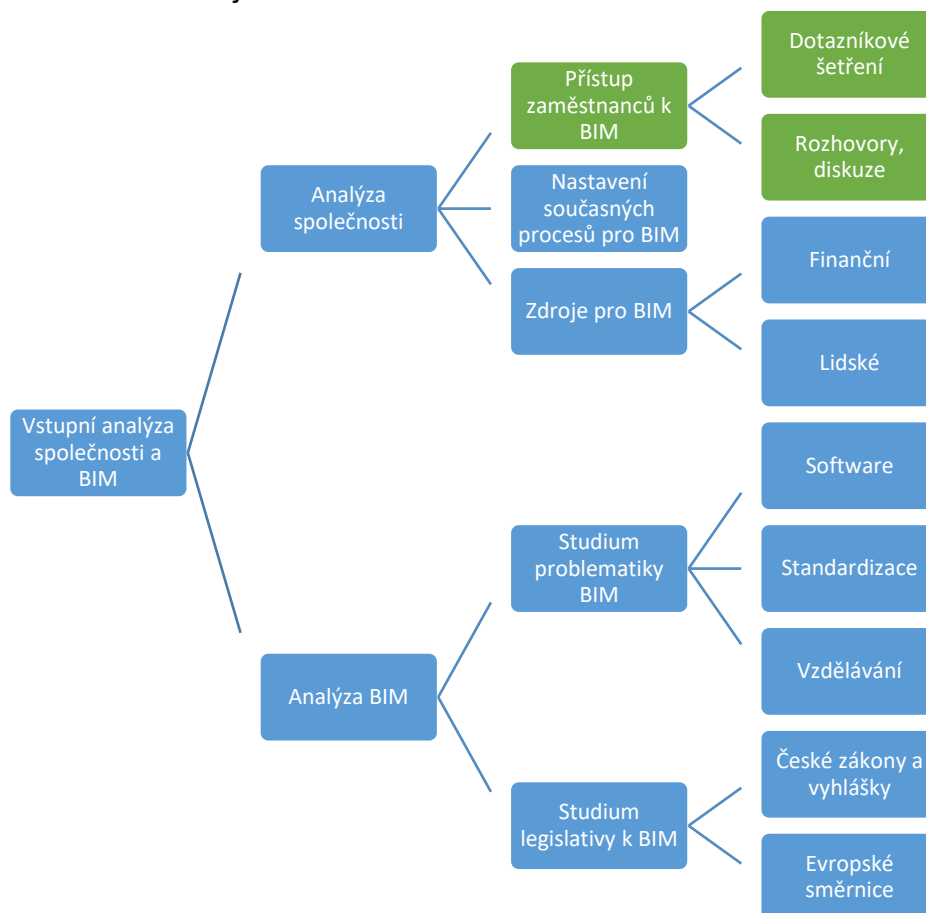 Dotazníkové
šetření
Přístup
zaměstnanců k
BIM
Rozhovory,
diskuze
Analýza
společnosti
Nastavení
současných
procesů pro BIM
Finanční
Zdroje pro BIM
Lidské
Vstupní analýza
společnosti a
BIM
Software
Studium
problematiky
BIM
Standardizace
Vzdělávání
Analýza BIM
České zákony a
vyhlášky
Studium
legislativy k BIM
Evropské
směrnice